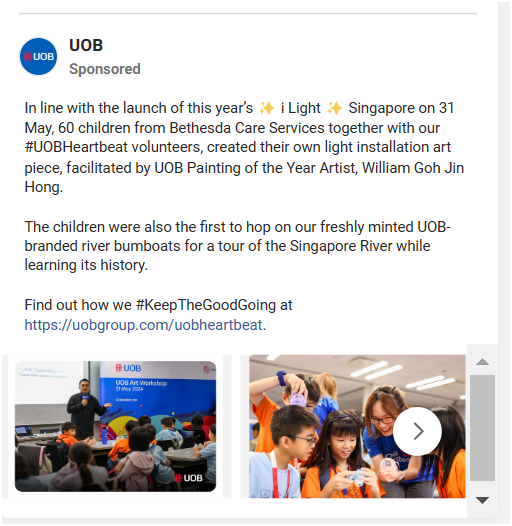 UOB
UOB
Sponsored
In line with the launch of this year's ✨ i Light ✨ Singapore on 31
May, 60 children from Bethesda Care Services together with our
#UOBHeartbeat volunteers, created their own light installation art
piece, facilitated by UOB Painting of the Year Artist, William Goh Jin
Hong.
The children were also the first to hop on our freshly minted UOB-
branded river bumboats for a tour of the Singapore River while
learning its history.
Find out how we #KeepTheGoodGoing at
https://uobgroup.com/uobheartbeat.
UOB
UOB Art Workshop
31 May 2024
UOB